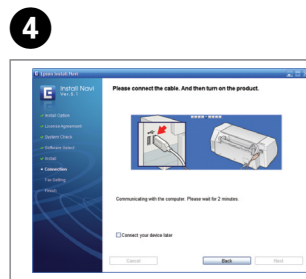 4
Epson Install Navi
Install Navi
Ver. 5.1
Please connect the cable. And then turn on the product.
Install Option
License Agreement
System Check
Software Select
Install
Connection
Fax Setting
Finish
Communicating with the computer. Please wait for 2 minutes.
Connect your device later
Cancel
Back
Next